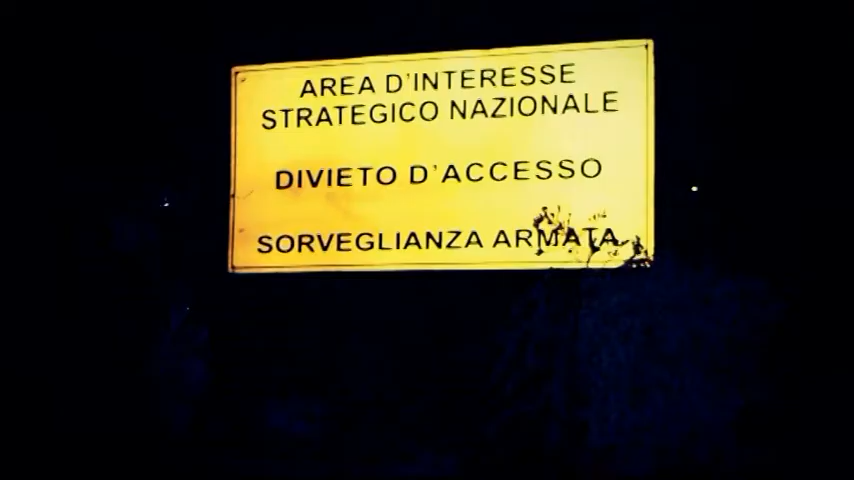 AREA D'INTERESSE
STRATEGICO NAZIONALE
DIVIETO D'ACCESSO
SORVEGLIANZA ARMATA